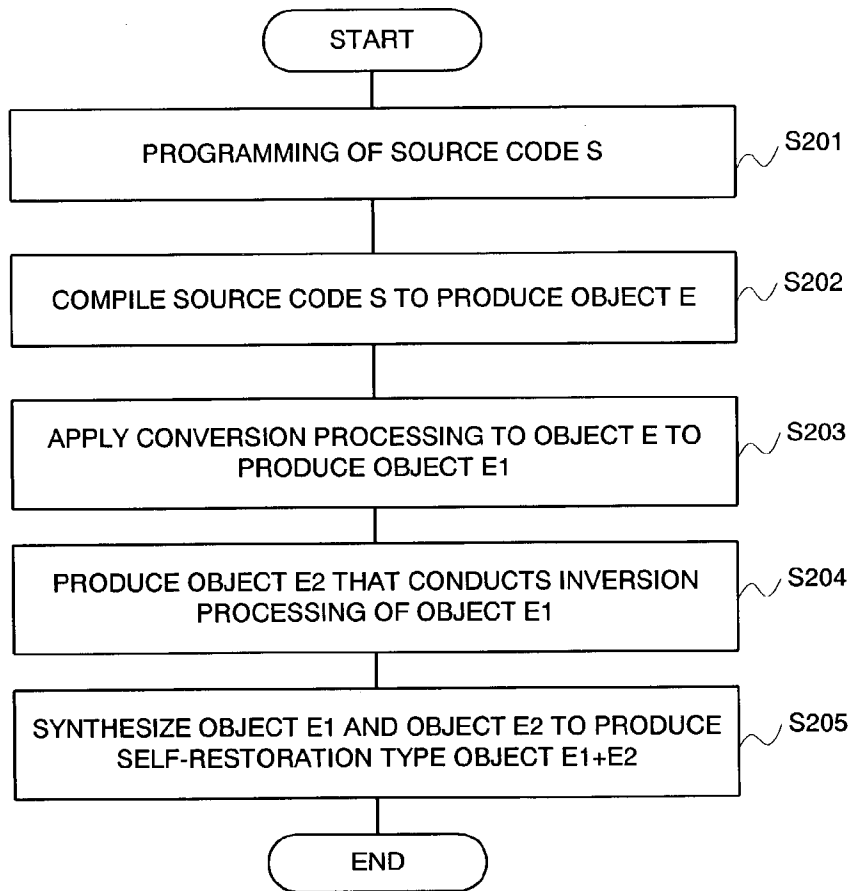 START
PROGRAMMING OF SOURCE CODE S
S201
COMPILE SOURCE CODE S TO PRODUCE OBJECT E
S202
APPLY CONVERSION PROCESSING TO OBJECT E TO
PRODUCE OBJECT E1
S203
PRODUCE OBJECT E2 THAT CONDUCTS INVERSION
PROCESSING OF OBJECT E1
S204
SYNTHESIZE OBJECT E1 AND OBJECT E2 TO PRODUCE
SELF-RESTORATION TYPE OBJECT E1+E2
S205
END